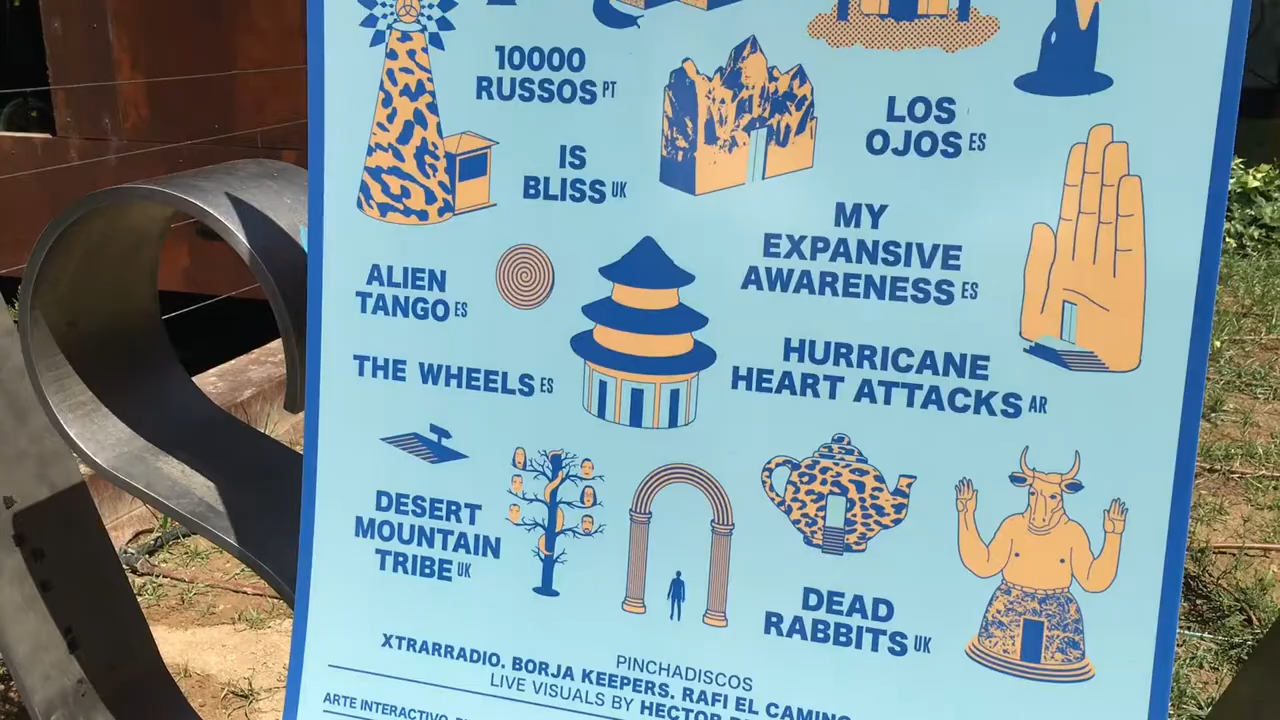 10000
RUSSOS PT
LOS
OJOS ES
IS
BLISS UK
MY
EXPANSIVE
AWARENESS ES
ALIEN
TANGO ES
THE WHEELS ES
HURRICANE
HEART ATTACKS AR
DESERT
MOUNTAIN
TRIBE UK
DEAD
RABBITS UK
PINCHADISCOS
XTRARRADIO. BORJA KEEPERS. RAFI EL CAMINO
LIVE VISUALS BY HECTOR
ARTE INTERACTIVO.